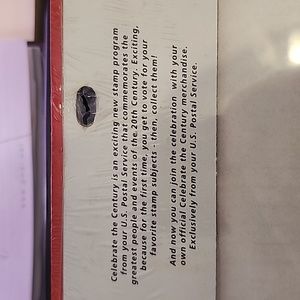 Celebrate the Century is an exciting new stamp program
from your U.S. Postal Service that commemorates the
greatest people and events of the 20th Century. Exciting,
because for the first time, you get to vote for your
favorite stamp subjects - then, collect them!
And now you can join the celebration with your
own official Celebrate the Century merchandise.
Exclusively from your U.S. Postal Service.